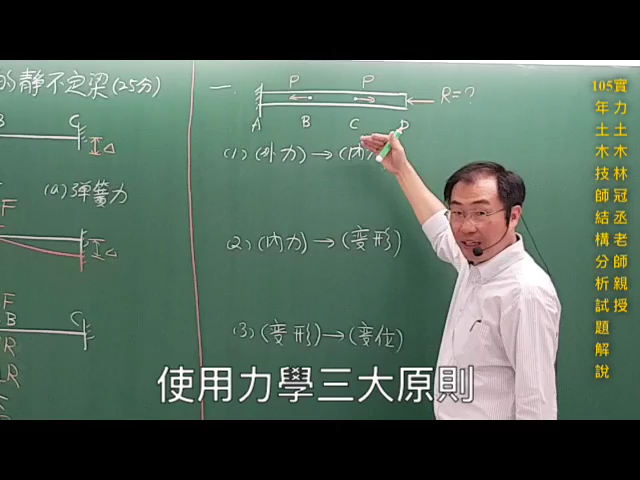 的靜不定梁(25分)
B C
Δ
(a)彈簧力
F
Δ
F
B C
R
R
一、
P P
R=?
A B C D
(1) (外力)→(內
(2) (內力)→(變形)
(3) (變形)→(變位)
使用力學三大原則
實力土木林冠丞老師親授
105年土木技師結構分析試題解說